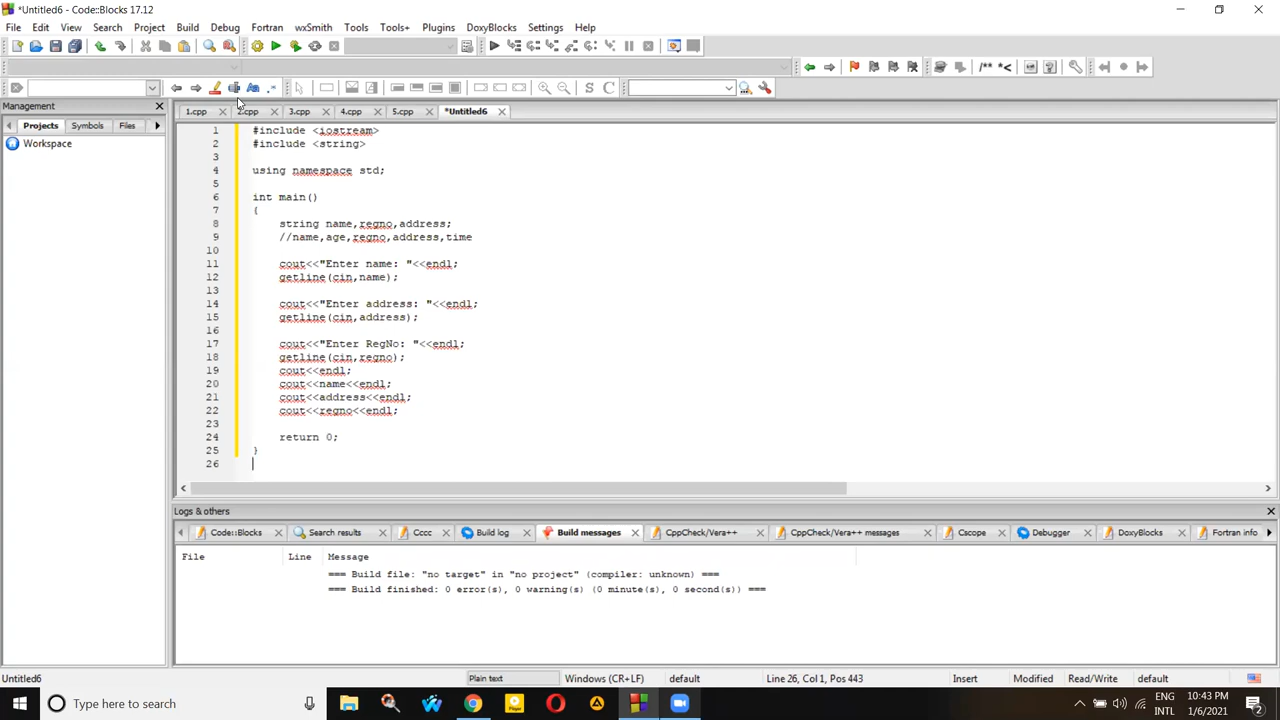 *Untitled6 - Code::Blocks 17.12
File Edit View Search Project Build Debug Fortran wxSmith Tools Tools+ Plugins DoxyBlocks Settings Help
/** *<
S C
Management
1.cpp 2.cpp 3.cpp 4.cpp 5.cpp *Untitled6
Projects Symbols Files
Workspace
1 #include <iostream>
2 #include <string>
3
4 using namespace std;
5
6 int main()
7 {
8 string name,regno,address;
9 //name,age,regno,address,time
10
11 cout<<"Enter name: "<<endl;
12 getline(cin,name);
13
14 cout<<"Enter address: "<<endl;
15 getline(cin,address);
16
17 cout<<"Enter RegNo: "<<endl;
18 getline(cin,regno);
19 cout<<endl;
20 cout<<name<<endl;
21 cout<<address<<endl;
22 cout<<regno<<endl;
23
24 return 0;
25 }
26
Logs & others
Code::Blocks Search results Cccc Build log Build messages CppCheck/Vera++ CppCheck/Vera++ messages Cscope Debugger DoxyBlocks Fortran info
File Line Message
=== Build file: "no target" in "no project" (compiler: unknown) ===
=== Build finished: 0 error(s), 0 warning(s) (0 minute(s), 0 second(s)) ===
Untitled6 Plain text Windows (CR+LF) default Line 26, Col 1, Pos 443 Insert Modified Read/Write default
Type here to search
ENG
INTL
10:43 PM
1/6/2021